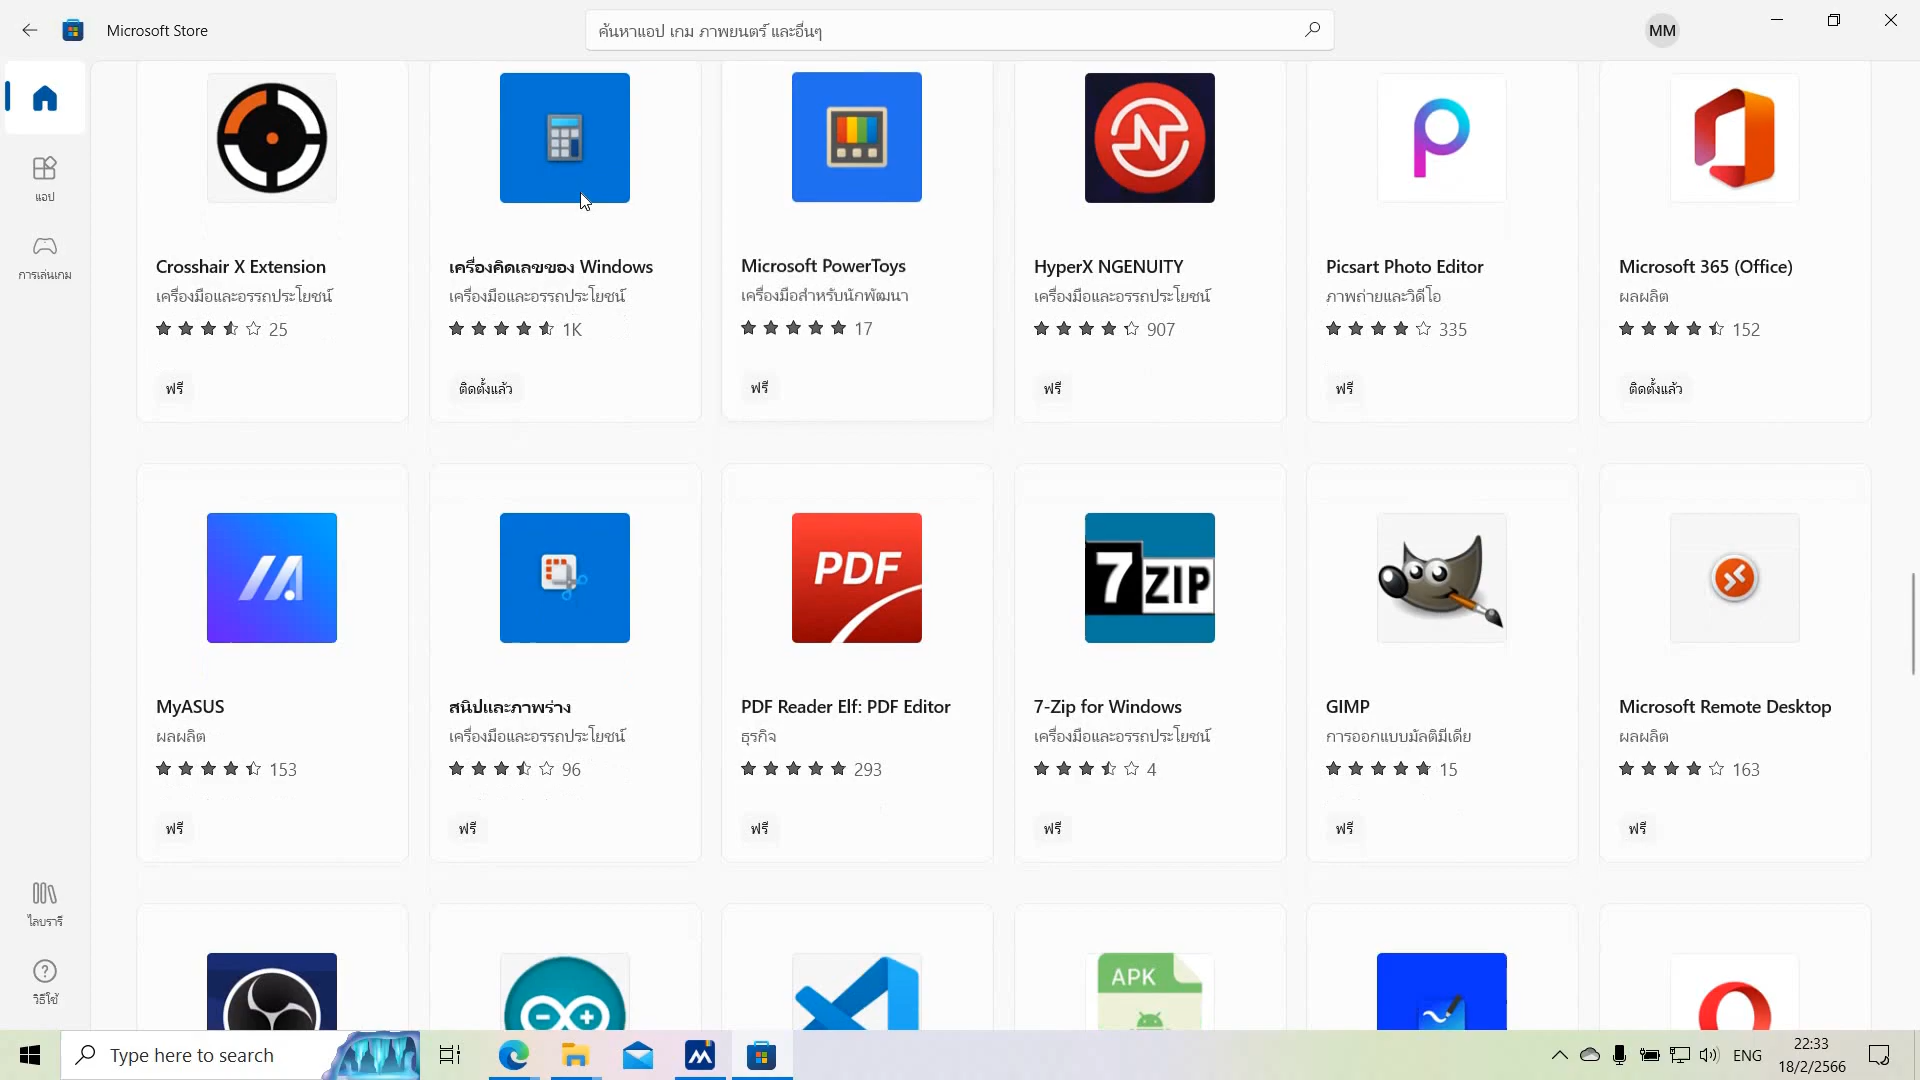 Microsoft Store
ค้นหาแอป เกม ภาพยนตร์ และอื่นๆ
MM
แอป
การเล่นเกม
Crosshair X Extension
เครื่องมือและอรรถประโยชน์
25
ฟรี
เครื่องคิดเลขของ Windows
เครื่องมือและอรรถประโยชน์
1K
ติดตั้งแล้ว
Microsoft PowerToys
เครื่องมือสำหรับนักพัฒนา
17
ฟรี
HyperX NGENUITY
เครื่องมือและอรรถประโยชน์
907
ฟรี
Picsart Photo Editor
ภาพถ่ายและวิดีโอ
335
ฟรี
Microsoft 365 (Office)
ผลผลิต
152
ติดตั้งแล้ว
MyASUS
ผลผลิต
153
ฟรี
สนิปและภาพร่าง
เครื่องมือและอรรถประโยชน์
96
ฟรี
PDF
PDF Reader Elf: PDF Editor
ธุรกิจ
293
ฟรี
7ZIP
7-Zip for Windows
เครื่องมือและอรรถประโยชน์
4
ฟรี
GIMP
การออกแบบมัลติมีเดีย
15
ฟรี
Microsoft Remote Desktop
ผลผลิต
163
ฟรี
APK
ไลบรารี
วิธีใช้
Type here to search
ENG
22:33
18/2/2566